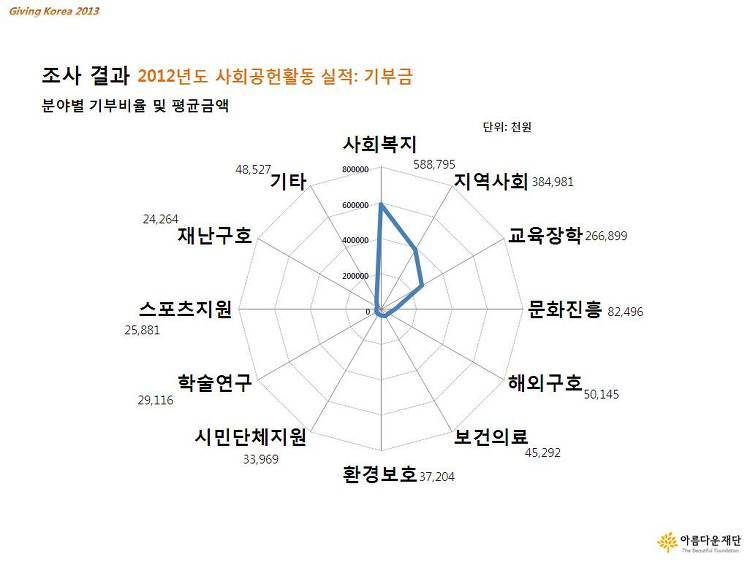 Giving Korea 2013
조사 결과 2012년도 사회공헌활동 실적: 기부금
분야별 기부비율 및 평균금액
단위: 천원
사회복지
588,795
지역사회 384,981
교육장학 266,899
문화진흥 82,496
해외구호
50,145
보건의료
45,292
환경보호 37,204
시민단체지원
33,969
학술연구
29,116
스포츠지원
25,881
재난구호
24,264
기타
48,527
800000
600000
400000
200000
0
아름다운재단
The Beautiful Foundation